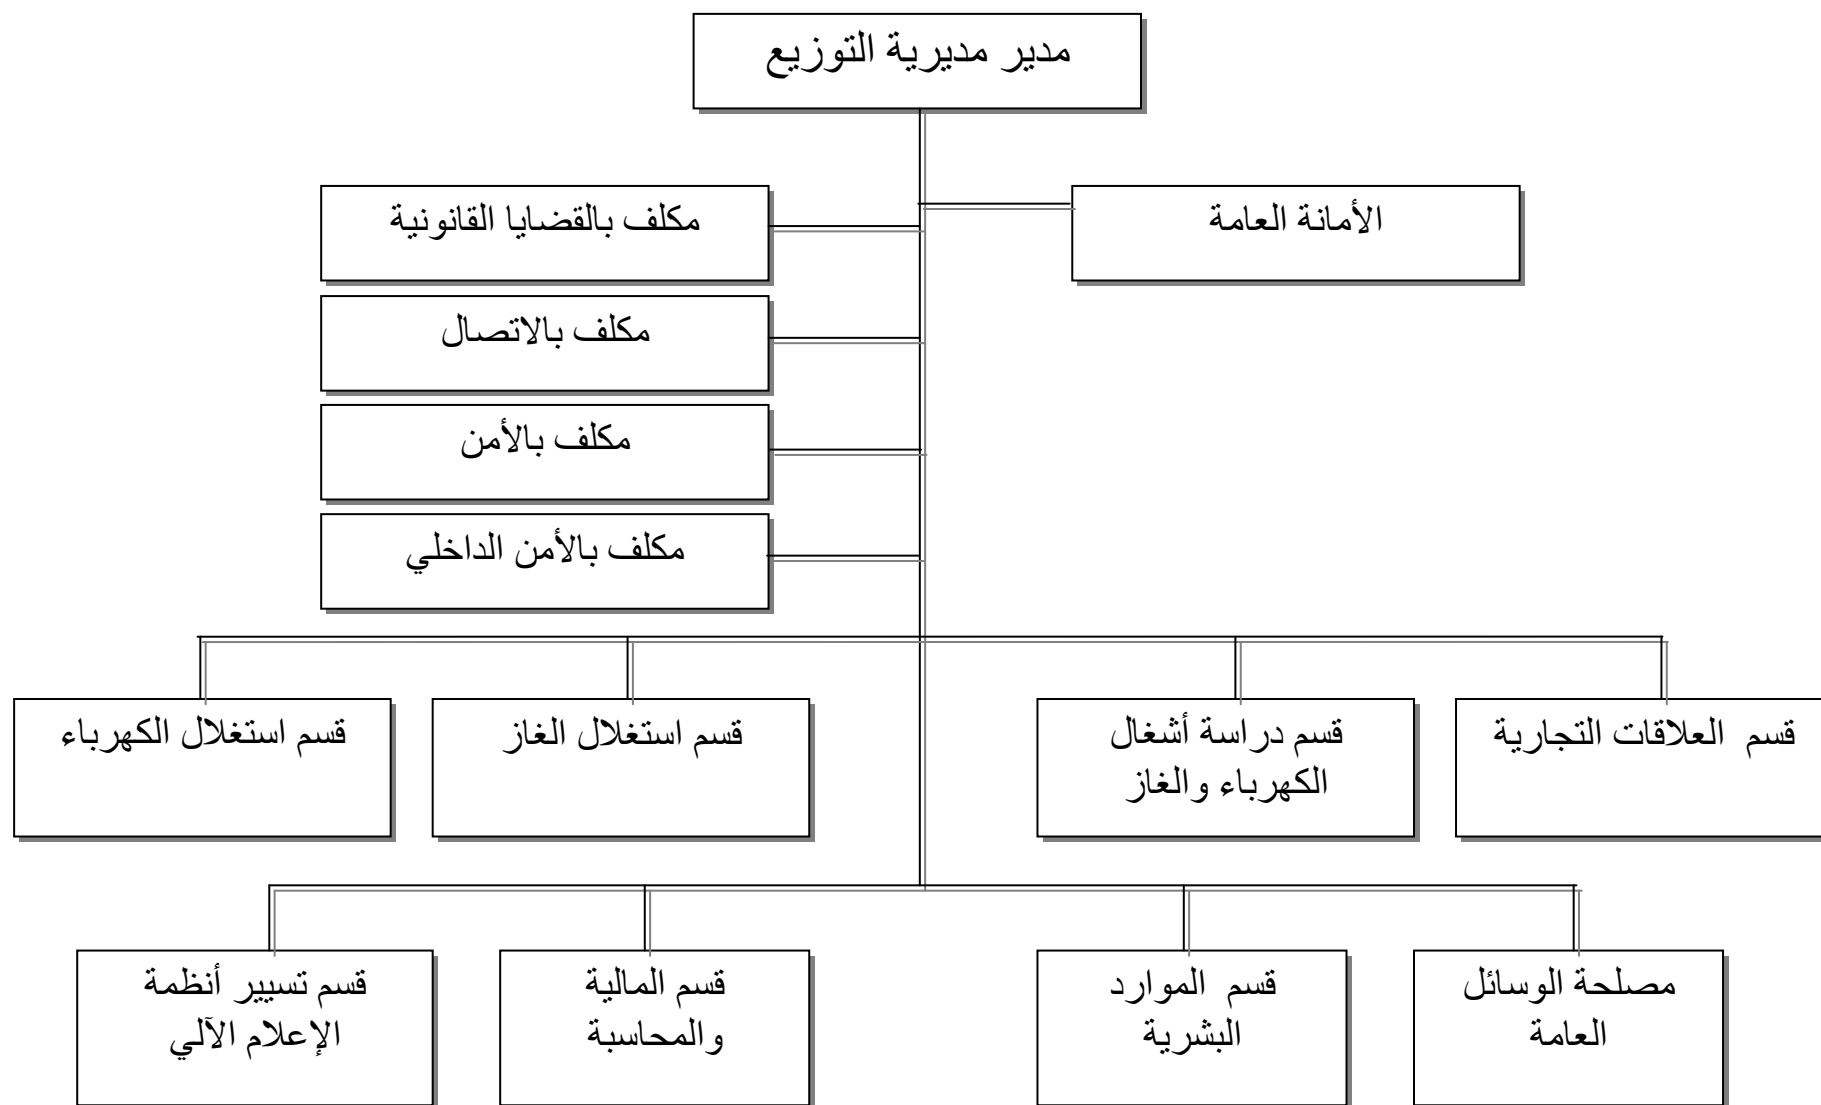 مدير مديرية التوزيع
الأمانة العامة
مكلف بالقضايا القانونية
مكلف بالاتصال
مكلف بالأمن
مكلف بالأمن الداخلي
قسم العلاقات التجارية
قسم دراسة أشغال
الكهرباء والغاز
قسم استغلال الغاز
قسم استغلال الكهرباء
مصلحة الوسائل
العامة
قسم الموارد
البشرية
قسم المالية
والمحاسبة
قسم تسيير أنظمة
الإعلام الآلي